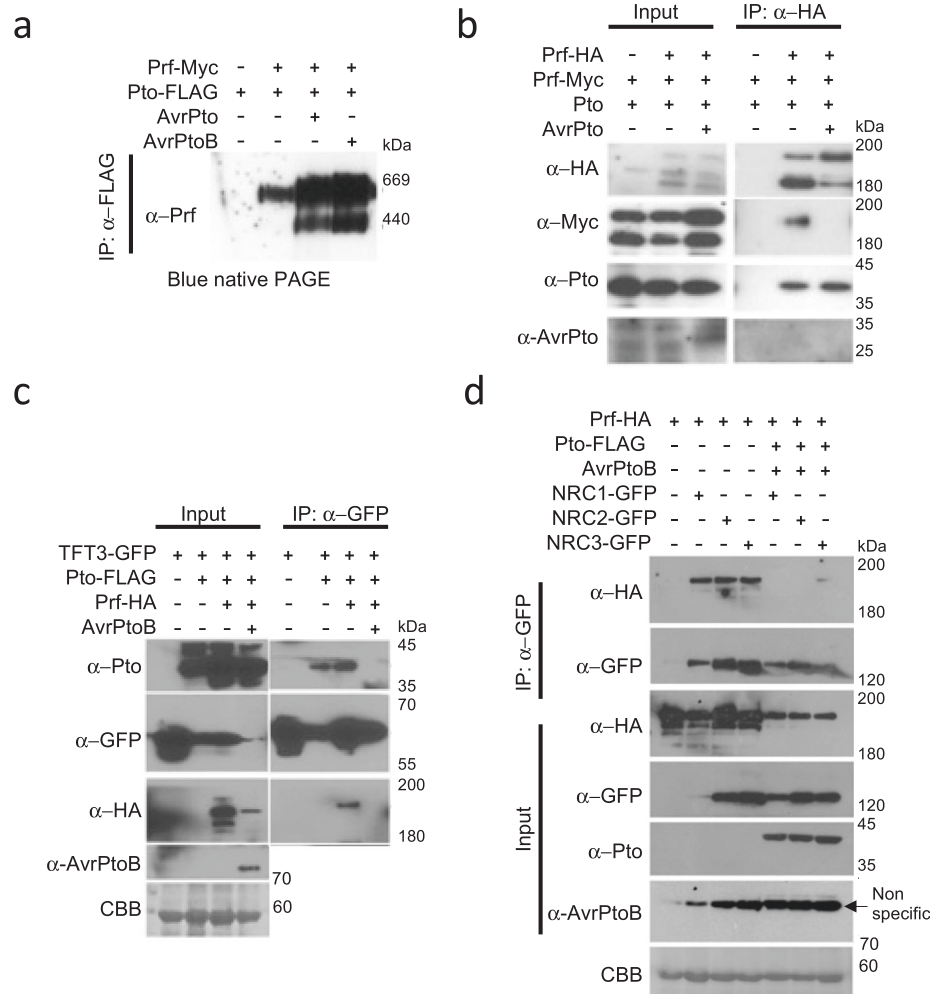 a
Prf-Myc - + + +
Pto-FLAG + + + +
AvrPto - - + -
AvrPtoB - - - +
kDa
IP: α–FLAG
α–Prf
669
440
Blue native PAGE
b
Input IP: α–HA
Prf-HA - + + - + +
Prf-Myc + + + + + +
Pto + + + + + +
AvrPto - - + - - +
kDa
α–HA
200
180
α–Myc
200
180
α–Pto
45
35
α-AvrPto
35
25
c
Input IP: α–GFP
TFT3-GFP + + + + + + + +
Pto-FLAG - + + + - + + +
Prf-HA - - + + - - + +
AvrPtoB - - - + - - - +
kDa
α–Pto
45
35
α–GFP
70
55
α–HA
200
180
α-AvrPtoB
70
CBB
60
d
Prf-HA + + + + + + +
Pto-FLAG - - - - + + +
AvrPtoB - - - - + + +
NRC1-GFP - + - - + - -
NRC2-GFP - - + - - + -
NRC3-GFP - - - + - - +
kDa
IP: α–GFP
α–HA
200
180
α–GFP
120
Input
α–HA
200
180
α–GFP
120
α–Pto
45
35
α-AvrPtoB
Non
specific
70
CBB
60